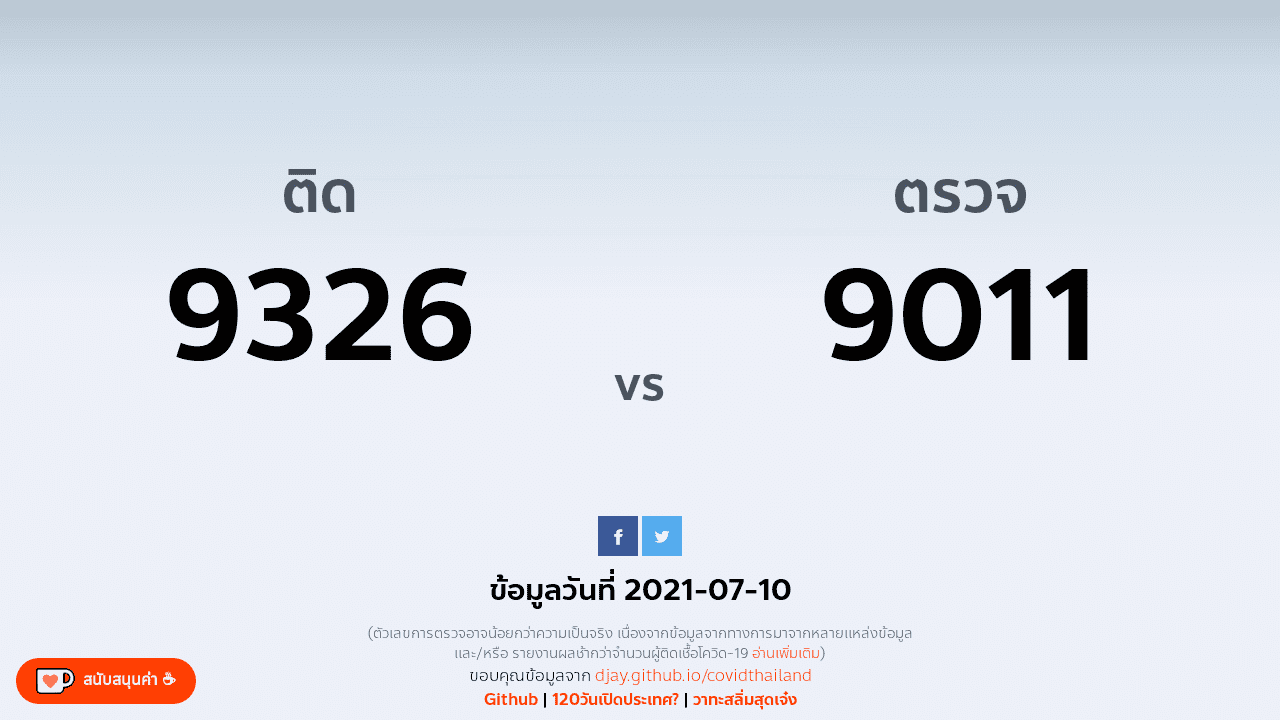 ติด
9326
vs
ตรวจ
9011
ข้อมูลวันที่ 2021-07-10
(ตัวเลขการตรวจอาจน้อยกว่าความเป็นจริง เนื่องจากข้อมูลจากทางการมาจากหลายแหล่งข้อมูล
และ/หรือ รายงานผลช้ากว่าจำนวนผู้ติดเชื้อโควิด-19 อ่านเพิ่มเติม)
ขอบคุณข้อมูลจาก djay.github.io/covidthailand
Github | 120วันเปิดประเทศ? | วาทะสลิ่มสุดเจ๋ง
สนับสนุนค่า